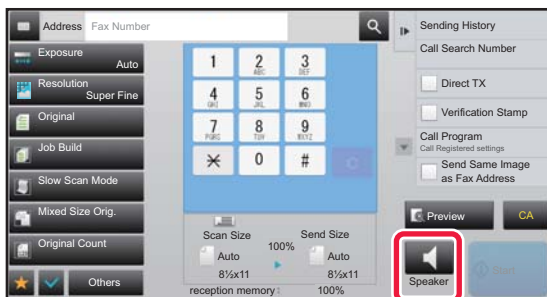 Address Fax Number
Exposure
Auto
Resolution
Super Fine
Original
Job Build
Slow Scan Mode
Mixed Size Orig.
Original Count
Others
1
2
ABC
3
DEF
4
GHI
5
JKL
6
MNO
7
PQRS
8
TUV
9
WXYZ
0
#
C
Scan Size
100%
Send Size
Auto
Auto
8½x11
8½x11
reception memory:
100%
Sending History
Call Search Number
Direct TX
Verification Stamp
Call Program
Call Registered settings
Send Same Image
as Fax Address
Preview
CA
Speaker
Start